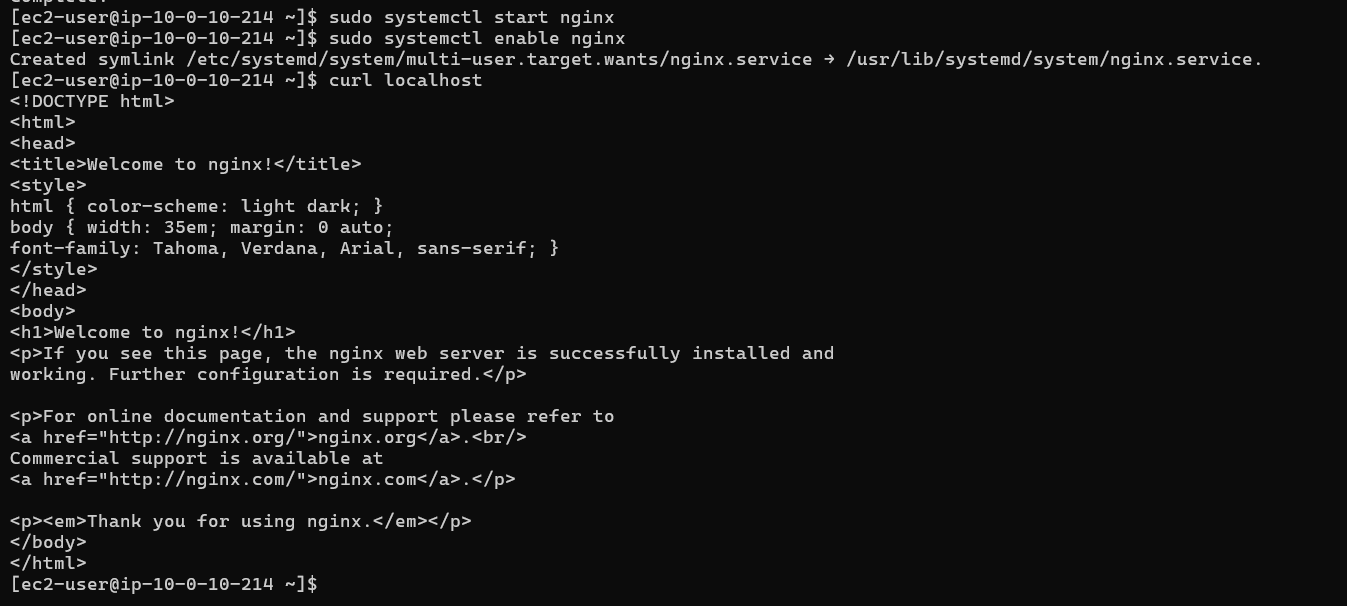 Complete!
[ec2-user@ip-10-0-10-214 ~]$ sudo systemctl start nginx
[ec2-user@ip-10-0-10-214 ~]$ sudo systemctl enable nginx
Created symlink /etc/systemd/system/multi-user.target.wants/nginx.service → /usr/lib/systemd/system/nginx.service.
[ec2-user@ip-10-0-10-214 ~]$ curl localhost
<!DOCTYPE html>
<html>
<head>
<title>Welcome to nginx!</title>
<style>
html { color-scheme: light dark; }
body { width: 35em; margin: 0 auto;
font-family: Tahoma, Verdana, Arial, sans-serif; }
</style>
</head>
<body>
<h1>Welcome to nginx!</h1>
<p>If you see this page, the nginx web server is successfully installed and
working. Further configuration is required.</p>

<p>For online documentation and support please refer to
<a href="http://nginx.org/">nginx.org</a>.<br/>
Commercial support is available at
<a href="http://nginx.com/">nginx.com</a>.</p>

<p><em>Thank you for using nginx.</em></p>
</body>
</html>
[ec2-user@ip-10-0-10-214 ~]$